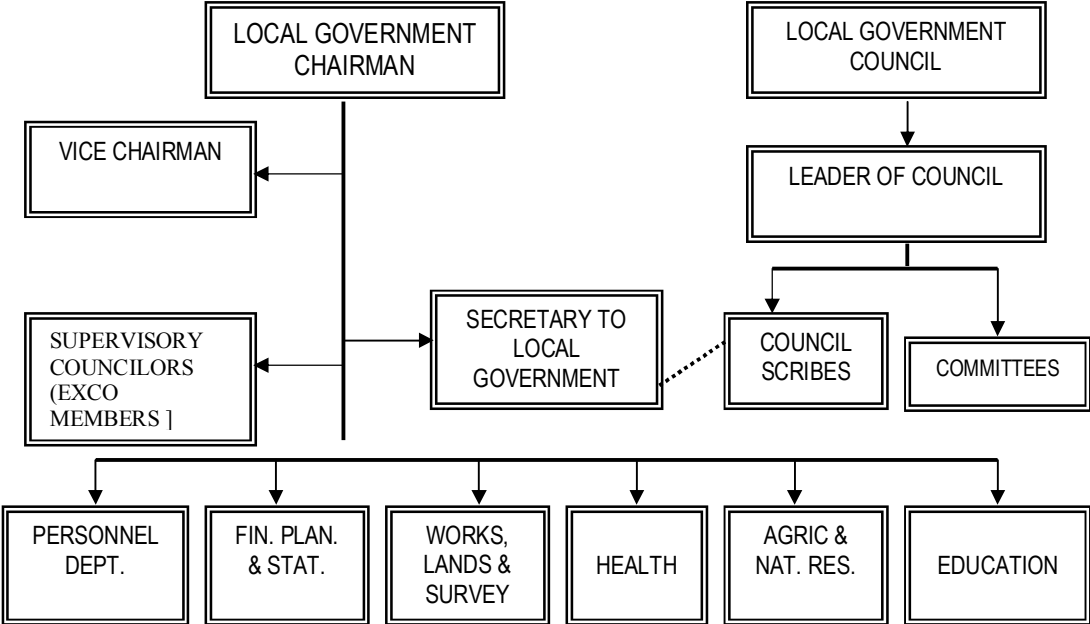 LOCAL GOVERNMENT
CHAIRMAN
LOCAL GOVERNMENT
COUNCIL
VICE CHAIRMAN
LEADER OF COUNCIL
SUPERVISORY
COUNCILORS
(EXCO
MEMBERS ]
SECRETARY TO
LOCAL
GOVERNMENT
COUNCIL
SCRIBES
COMMITTEES
PERSONNEL
DEPT.
FIN. PLAN.
& STAT.
WORKS,
LANDS &
SURVEY
HEALTH
AGRIC &
NAT. RES.
EDUCATION